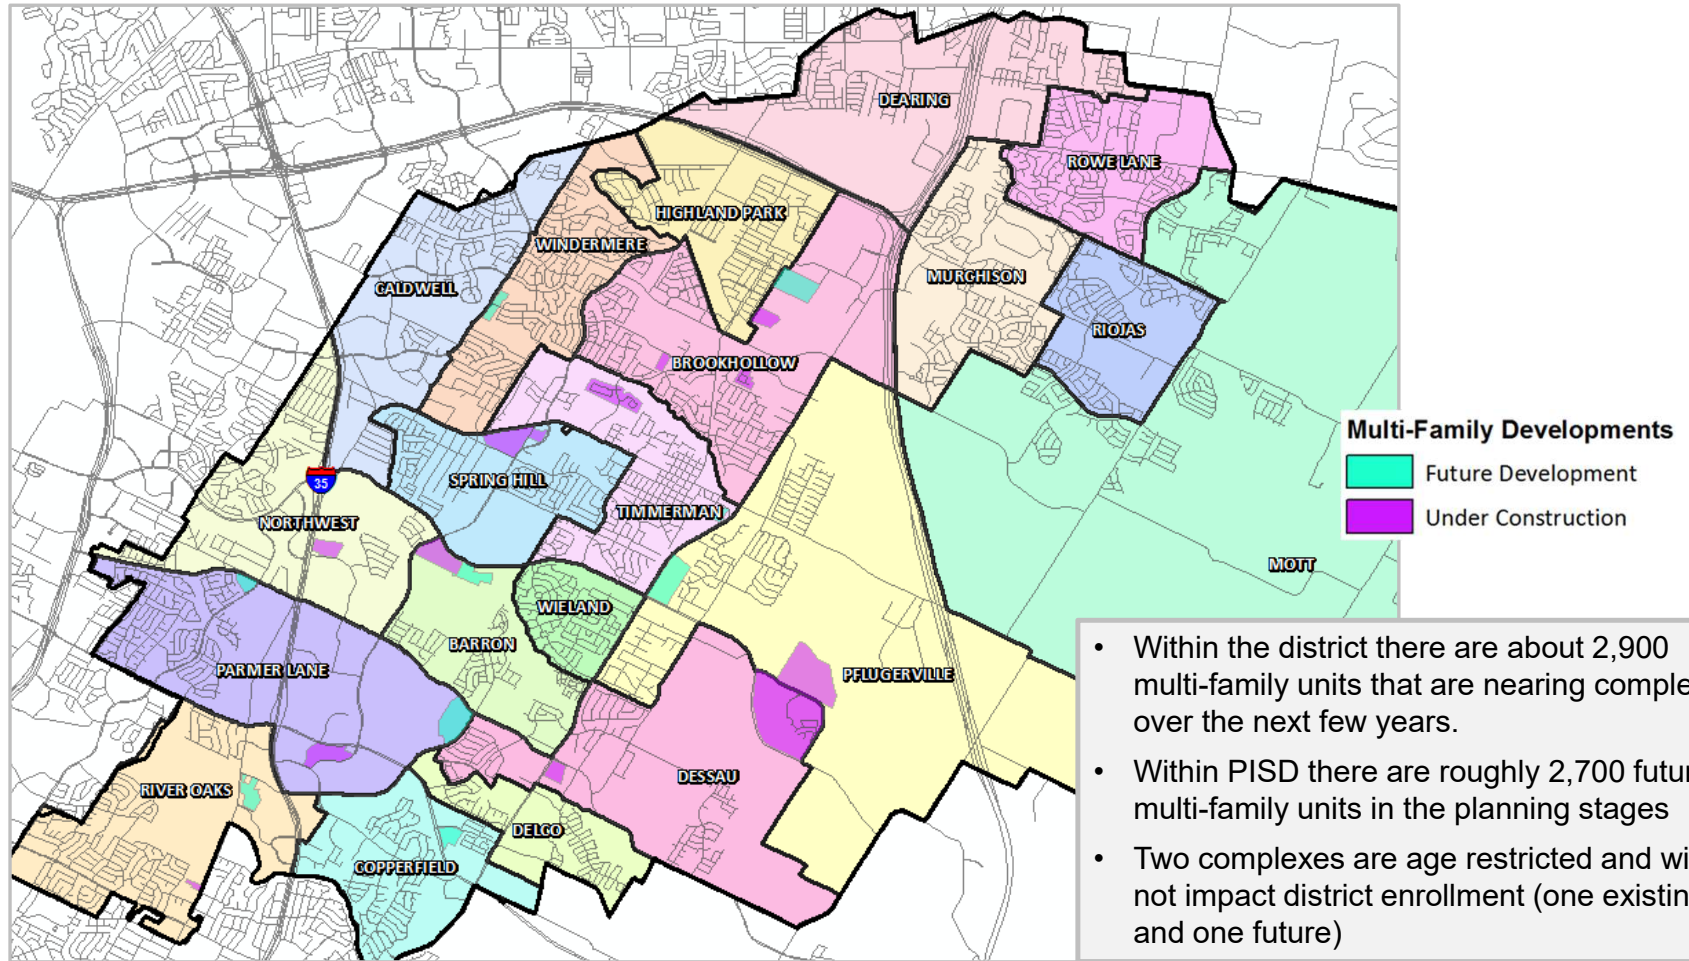 DEARING
ROWE LANE
HIGHLAND PARK
WINDERMERE
MURCHISON
CALDWELL
RIOJAS
BROOKHOLLOW
Multi-Family Developments
Future Development
Under Construction
SPRING HILL
35
TIMMERMAN
NORTHWEST
MOTT
WIELAND
BARRON
PARMER LANE
PFLUGERVILLE
DESSAU
RIVER OAKS
DELCO
COPPERFIELD
• Within the district there are about 2,900
multi-family units that are nearing comple
over the next few years.
• Within PISD there are roughly 2,700 futur
multi-family units in the planning stages
• Two complexes are age restricted and wi
not impact district enrollment (one existin
and one future)